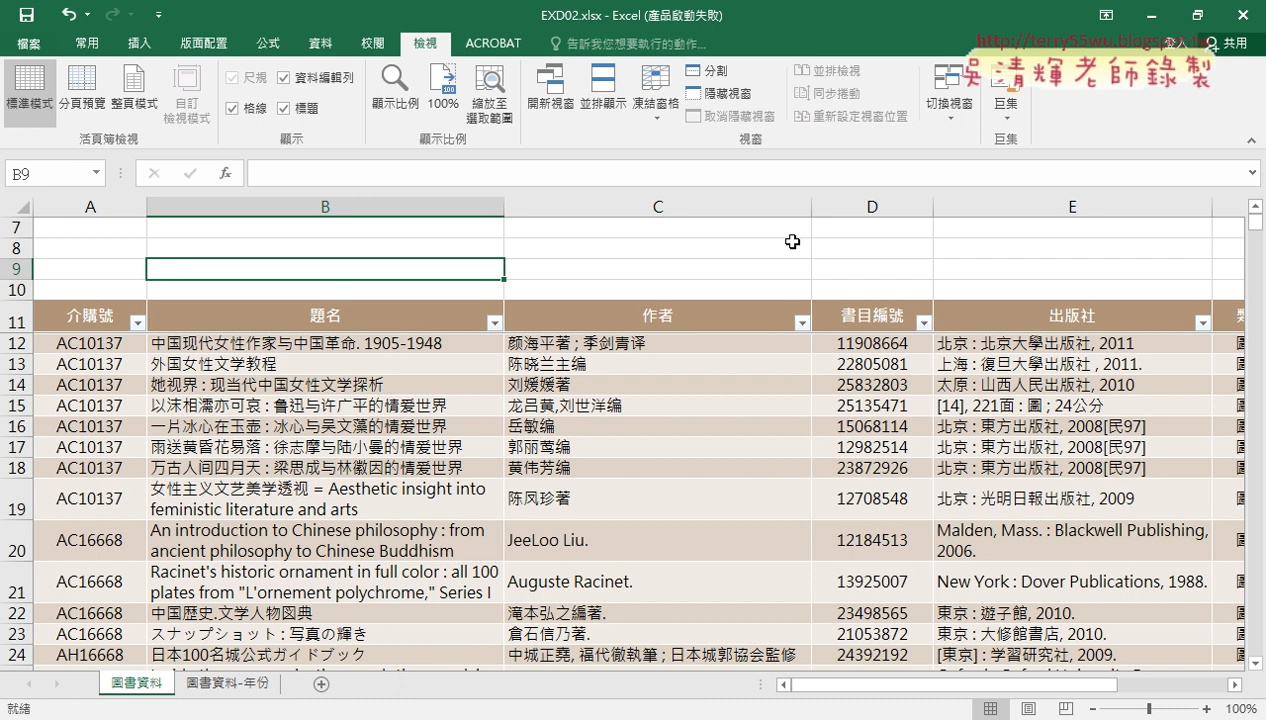 EXD02.xlsx - Excel (產品啟動失敗)
http://terry55wu.blogspot.tw
吳清輝老師錄製
檔案 常用 插入 版面配置 公式 資料 校閱 檢視 ACROBAT 告訴我您想要執行的動作... 登入 共用
標準模式 分頁預覽 整頁模式 自訂檢視模式 尺規 資料編輯列 格線 標題 顯示比例 100% 縮放至選取範圍 開新視窗 並排顯示 凍結窗格 分割 隱藏視窗 取消隱藏視窗 並排檢視 同步捲動 重新設定視窗位置 切換視窗 巨集
活頁簿檢視 顯示 顯示比例 視窗 巨集
B9 fx
A B C D E
7
8
9
10
11 介購號 題名 作者 書目編號 出版社
12 AC10137 中国现代女性作家与中国革命. 1905-1948 颜海平著 ; 季剑青译 11908664 北京 : 北京大學出版社, 2011
13 AC10137 外国女性文学教程 陈晓兰主编 22805081 上海 : 復旦大學出版社 , 2011.
14 AC10137 她视界 : 现当代中国女性文学探析 刘媛媛著 25832803 太原 : 山西人民出版社, 2010
15 AC10137 以沫相濡亦可哀 : 鲁迅与许广平的情爱世界 龙吕黄,刘世洋编 25135471 [14], 221面 : 圖 ; 24公分
16 AC10137 一片冰心在玉壶 : 冰心与吴文藻的情爱世界 岳敏编 15068114 北京 : 東方出版社, 2008[民97]
17 AC10137 雨送黄昏花易落 : 徐志摩与陆小曼的情爱世界 郭丽莺编 12982514 北京 : 東方出版社, 2008[民97]
18 AC10137 万古人间四月天 : 梁思成与林徽因的情爱世界 黄伟芳编 23872926 北京 : 東方出版社, 2008[民97]
19 AC10137 女性主义文艺美学透视 = Aesthetic insight into feministic literature and arts 陈凤珍著 12708548 北京 : 光明日報出版社, 2009
20 AC16668 An introduction to Chinese philosophy : from ancient philosophy to Chinese Buddhism JeeLoo Liu. 12184513 Malden, Mass. : Blackwell Publishing, 2006.
21 AC16668 Racinet's historic ornament in full color : all 100 plates from "L'ornement polychrome," Series I Auguste Racinet. 13925007 New York : Dover Publications, 1988.
22 AC16668 中国歴史.文学人物図典 滝本弘之編著. 23498565 東京 : 遊子館, 2010.
23 AC16668 スナップショット : 写真の輝き 倉石信乃著. 21053872 東京 : 大修館書店, 2010.
24 AH16668 日本100名城公式ガイドブック 中城正堯, 福代徹執筆 ; 日本城郭協会監修 24392192 [東京] : 学習研究社, 2009.
圖書資料 圖書資料-年份
就緒 100%